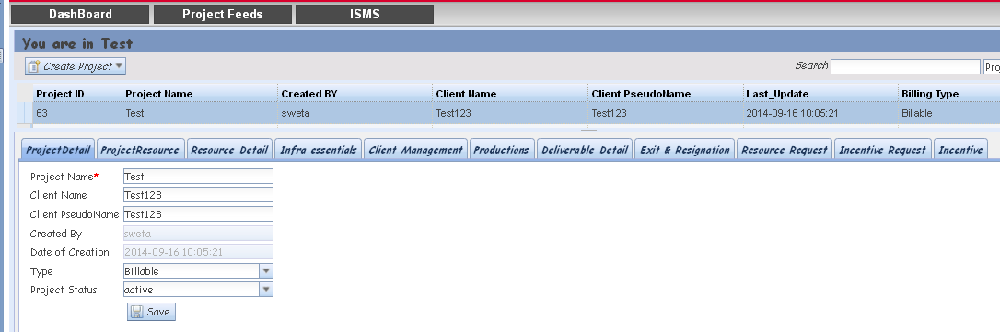 DashBoard Project Feeds ISMS
You are in Test
Create Project Search Pro
Project ID Project Name Created BY Client Name Client PseudoName Last_Update Billing Type
63 Test sweta Test123 Test123 2014-09-16 10:05:21 Billable
ProjectDetail ProjectResource Resource Detail Infra essentials Client Management Productions Deliverable Detail Exit & Resignation Resource Request Incentive Request Incentive
Project Name* Test
Client Name Test123
Client PseudoName Test123
Created By sweta
Date of Creation 2014-09-16 10:05:21
Type Billable
Project Status active
Save